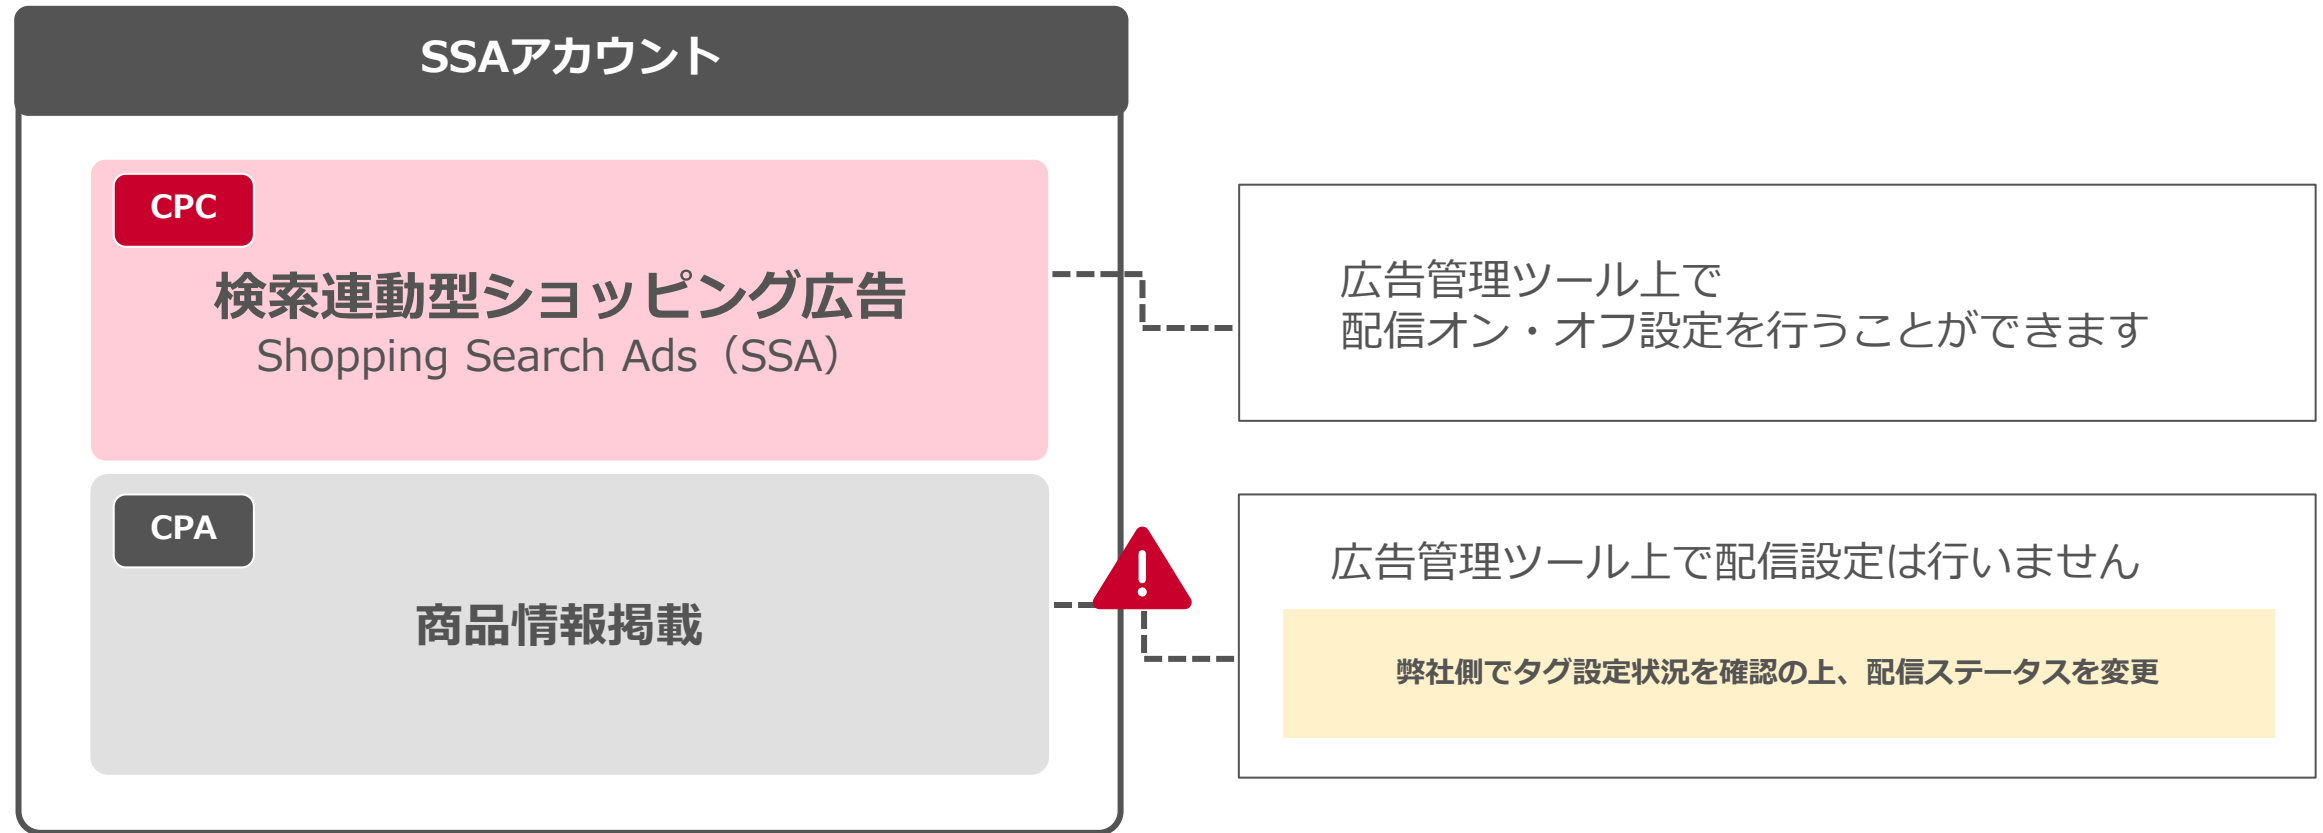 SSAアカウント
CPC
検索連動型ショッピング広告
Shopping Search Ads（SSA）
広告管理ツール上で
配信オン・オフ設定を行うことができます
CPA
商品情報掲載
広告管理ツール上で配信設定は行いません
弊社側でタグ設定状況を確認の上、配信ステータスを変更